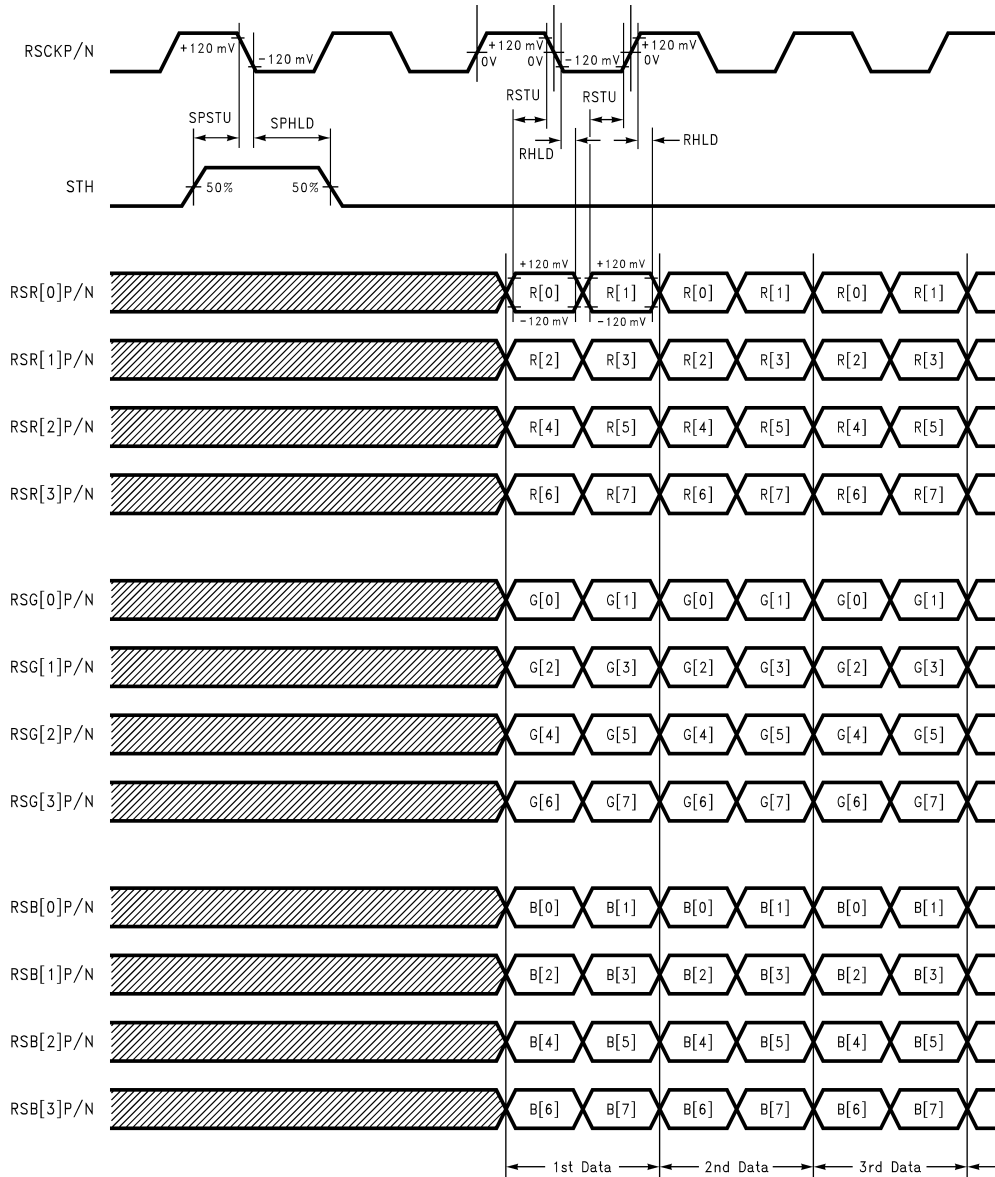 RSCKP/N
+120 mV
-120 mV
+120 mV
0V
0V
-120 mV
+120 mV
0V
SPSTU
SPHLD
RSTU
RSTU
RHLD
RHLD
STH
50%
50%
+120 mV
+120 mV
RSR[0]P/N R[0] R[1] R[0] R[1] R[0] R[1]
-120 mV
-120 mV
RSR[1]P/N R[2] R[3] R[2] R[3] R[2] R[3]
RSR[2]P/N R[4] R[5] R[4] R[5] R[4] R[5]
RSR[3]P/N R[6] R[7] R[6] R[7] R[6] R[7]
RSG[0]P/N G[0] G[1] G[0] G[1] G[0] G[1]
RSG[1]P/N G[2] G[3] G[2] G[3] G[2] G[3]
RSG[2]P/N G[4] G[5] G[4] G[5] G[4] G[5]
RSG[3]P/N G[6] G[7] G[6] G[7] G[6] G[7]
RSB[0]P/N B[0] B[1] B[0] B[1] B[0] B[1]
RSB[1]P/N B[2] B[3] B[2] B[3] B[2] B[3]
RSB[2]P/N B[4] B[5] B[4] B[5] B[4] B[5]
RSB[3]P/N B[6] B[7] B[6] B[7] B[6] B[7]
1st Data 2nd Data 3rd Data